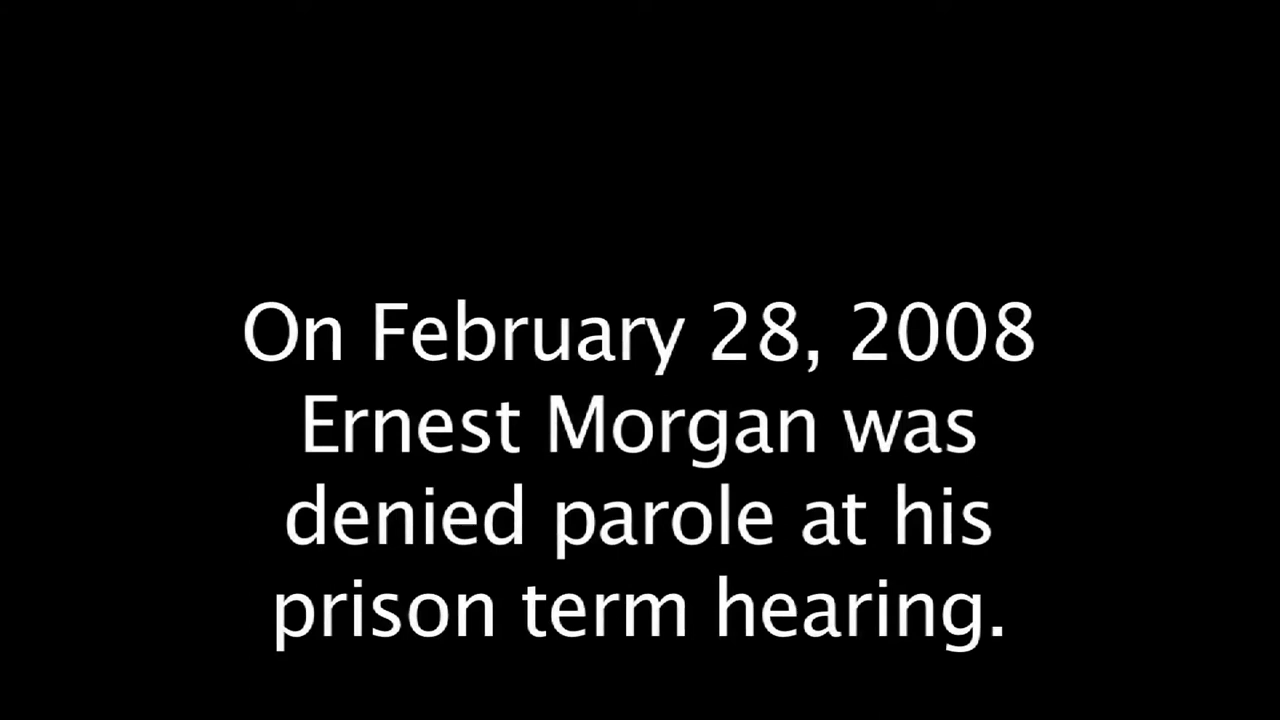 On February 28, 2008
Ernest Morgan was
denied parole at his
prison term hearing.